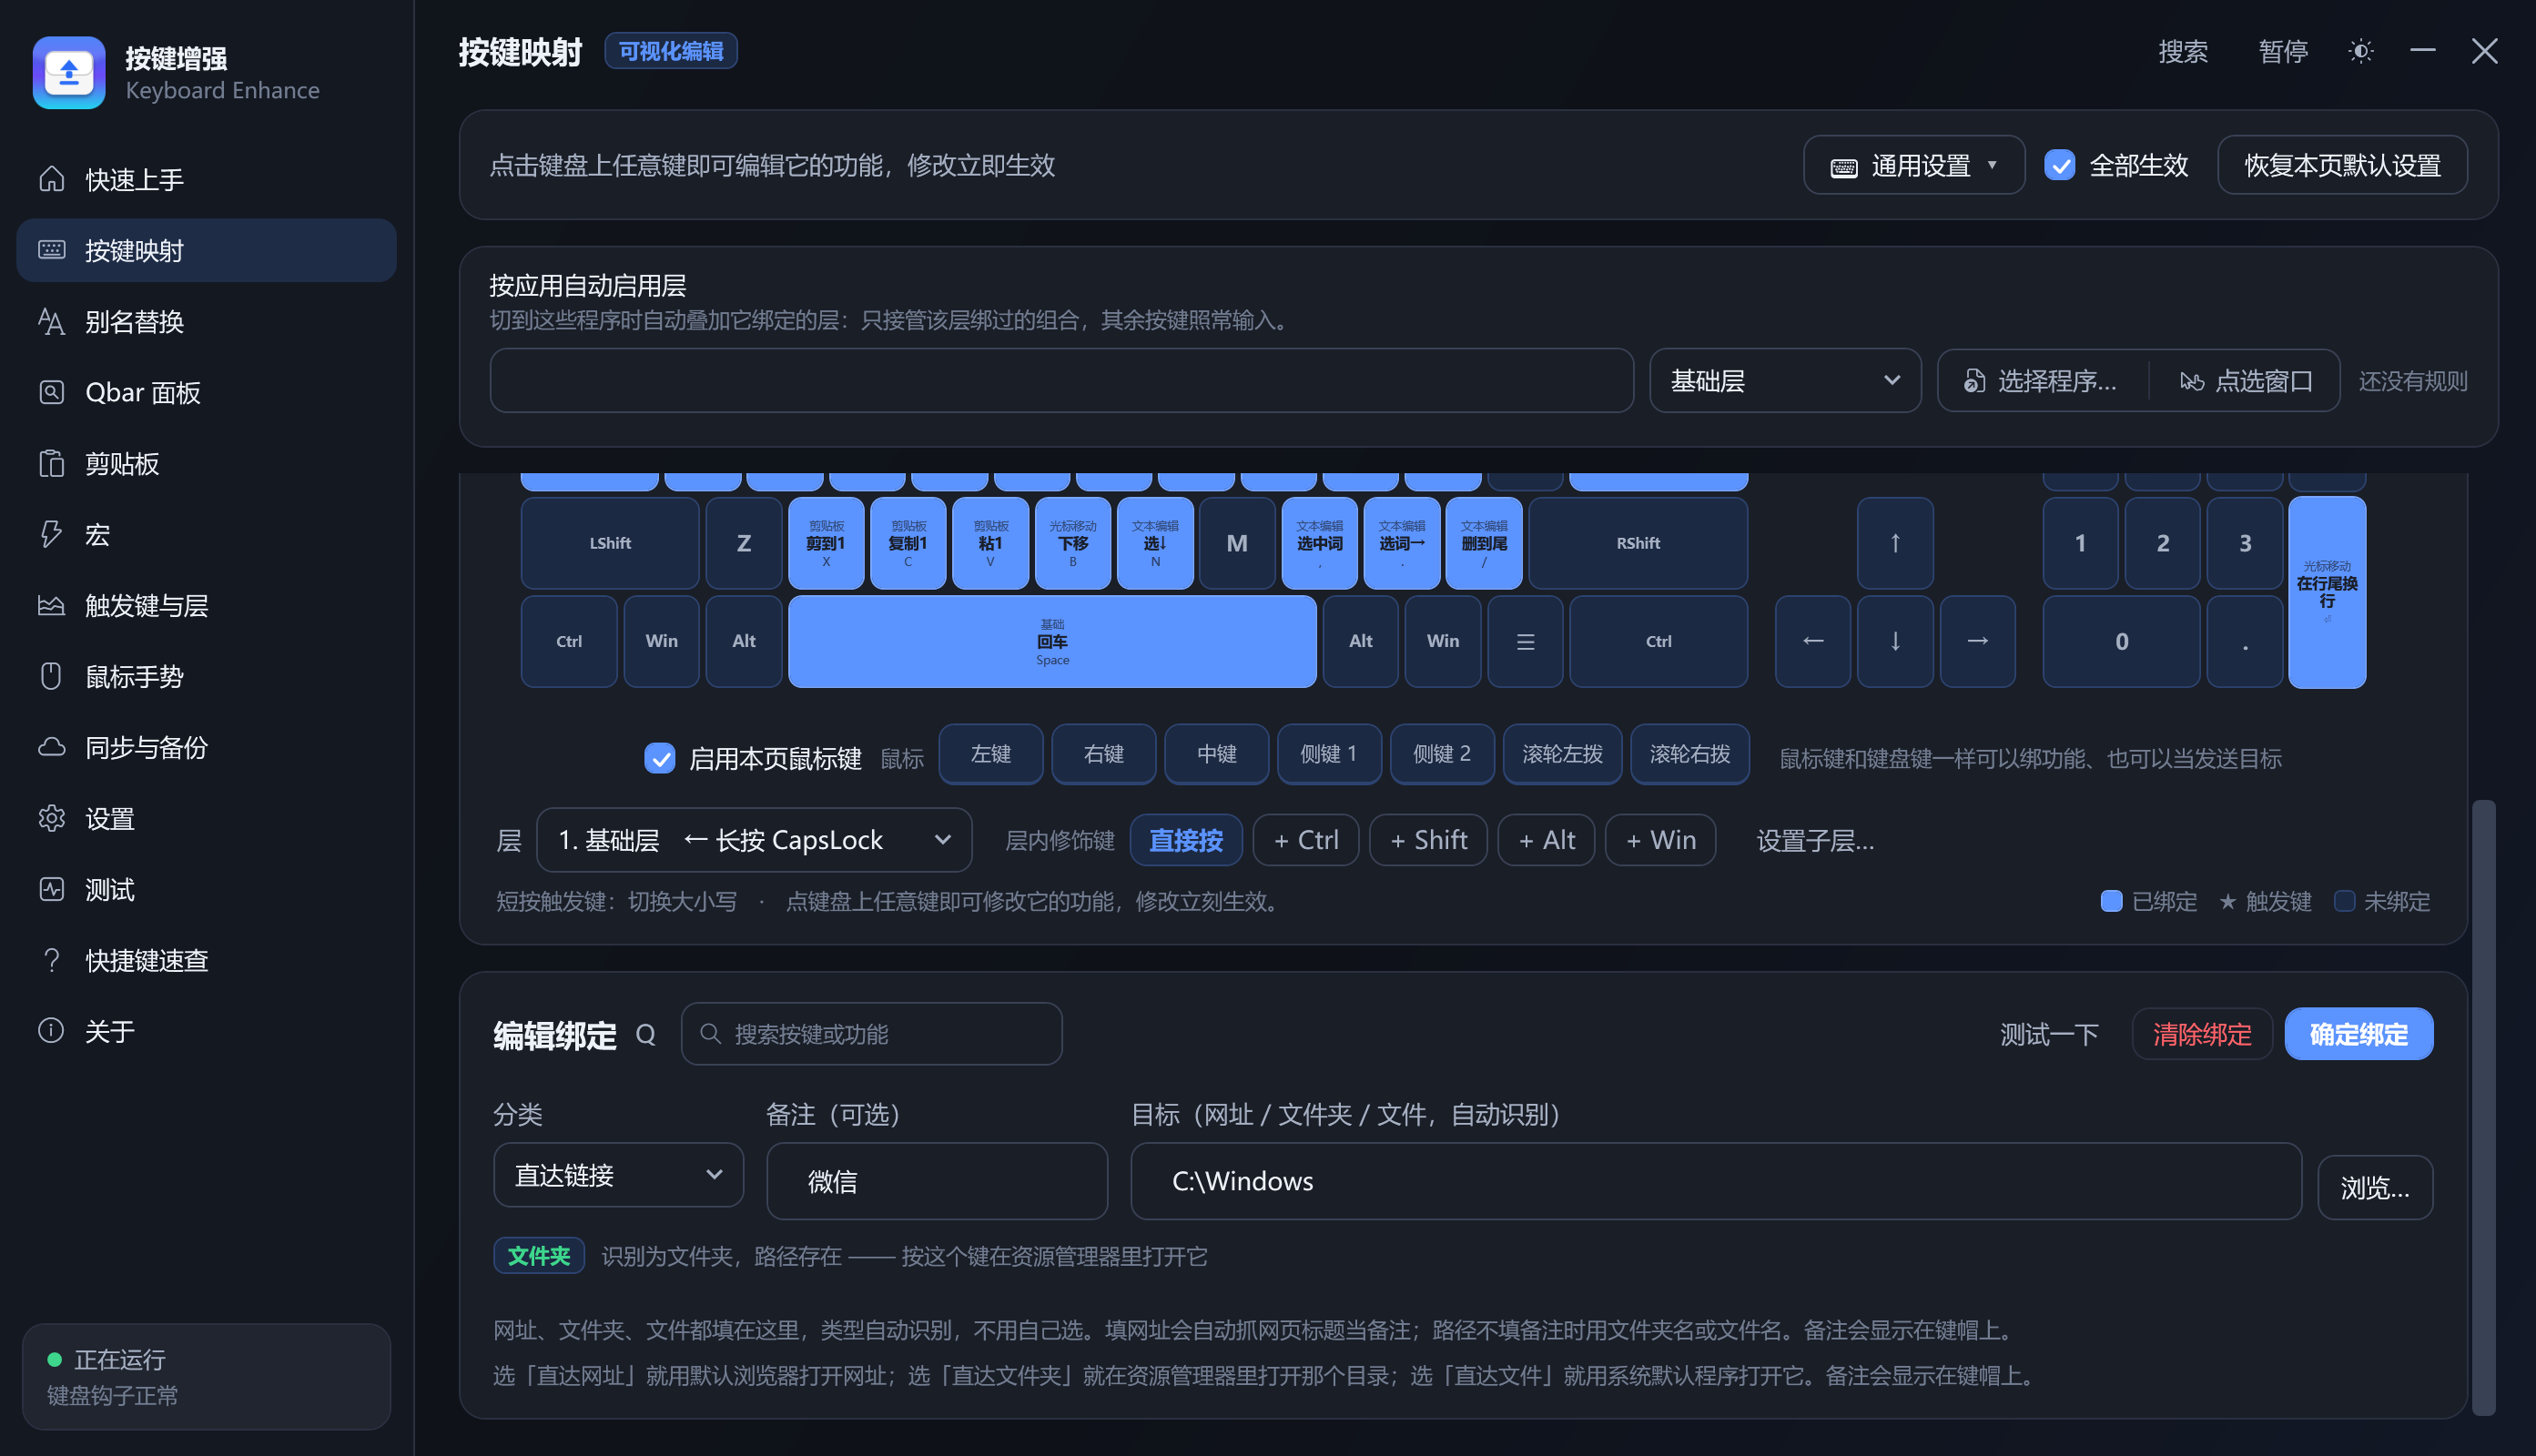 按键增强
Keyboard Enhance
快速上手
按键映射
别名替换
Qbar 面板
剪贴板
宏
触发键与层
鼠标手势
同步与备份
设置
测试
快捷键速查
关于
正在运行
键盘钩子正常
按键映射 可视化编辑 搜索 暂停
点击键盘上任意键即可编辑它的功能，修改立即生效 通用设置 全部生效 恢复本页默认设置
按应用自动启用层
切到这些程序时自动叠加它绑定的层：只接管该层绑过的组合，其余按键照常输入。
基础层 选择程序... 点选窗口 还没有规则
LShift Z 剪贴板 剪到1 X 剪贴板 复制1 C 剪贴板 粘1 V 光标移动 下移 B 文本编辑 选↓ N M 文本编辑 选中词 , 文本编辑 选词→ . 文本编辑 删到尾 / RShift ↑ 1 2 3 光标移动 在行尾换行
Ctrl Win Alt 基础 回车 Space Alt Win ☰ Ctrl ← ↓ → 0 .
启用本页鼠标键 鼠标 左键 右键 中键 侧键 1 侧键 2 滚轮左拨 滚轮右拨 鼠标键和键盘键一样可以绑功能、也可以当发送目标
层 1. 基础层 ← 长按 CapsLock 层内修饰键 直接按 + Ctrl + Shift + Alt + Win 设置子层...
短按触发键：切换大小写 · 点键盘上任意键即可修改它的功能，修改立刻生效。 已绑定 ★ 触发键 未绑定
编辑绑定 Q 搜索按键或功能 测试一下 清除绑定 确定绑定
分类 备注（可选） 目标（网址 / 文件夹 / 文件，自动识别）
直达链接 微信 C:\Windows 浏览...
文件夹 识别为文件夹，路径存在 —— 按这个键在资源管理器里打开它
网址、文件夹、文件都填在这里，类型自动识别，不用自己选。填网址会自动抓网页标题当备注；路径不填备注时用文件夹名或文件名。备注会显示在键帽上。
选「直达网址」就用默认浏览器打开网址；选「直达文件夹」就在资源管理器里打开那个目录；选「直达文件」就用系统默认程序打开它。备注会显示在键帽上。